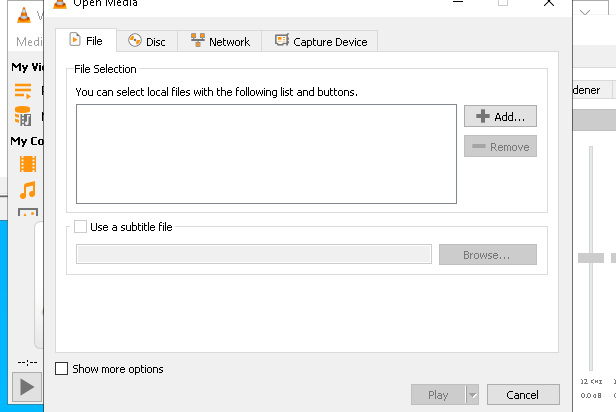 Open Media
Medi
File
Disc
Network
Capture Device
My Vi
My Co
File Selection
You can select local files with the following list and buttons.
Add...
Remove
Use a subtitle file
Browse...
Show more options
Play
Cancel
--:--
dener
12 KHz
0.0 dB